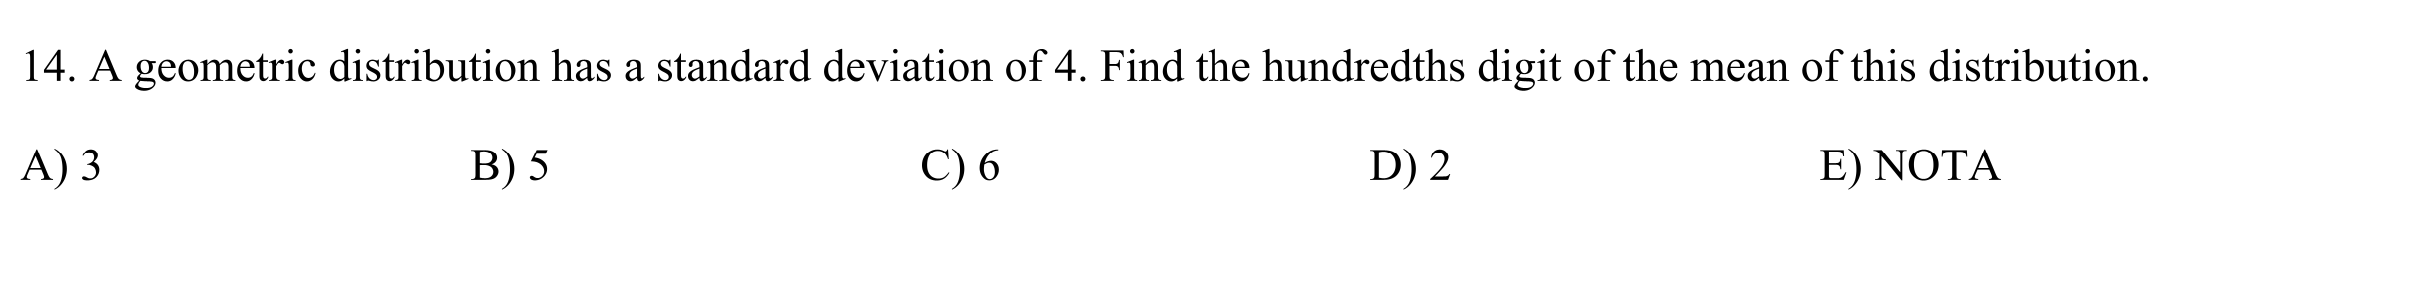 14. A geometric distribution has a standard deviation of 4. Find the hundredths digit of the mean of this distribution.
A) 3 B) 5 C) 6 D) 2 E) NOTA